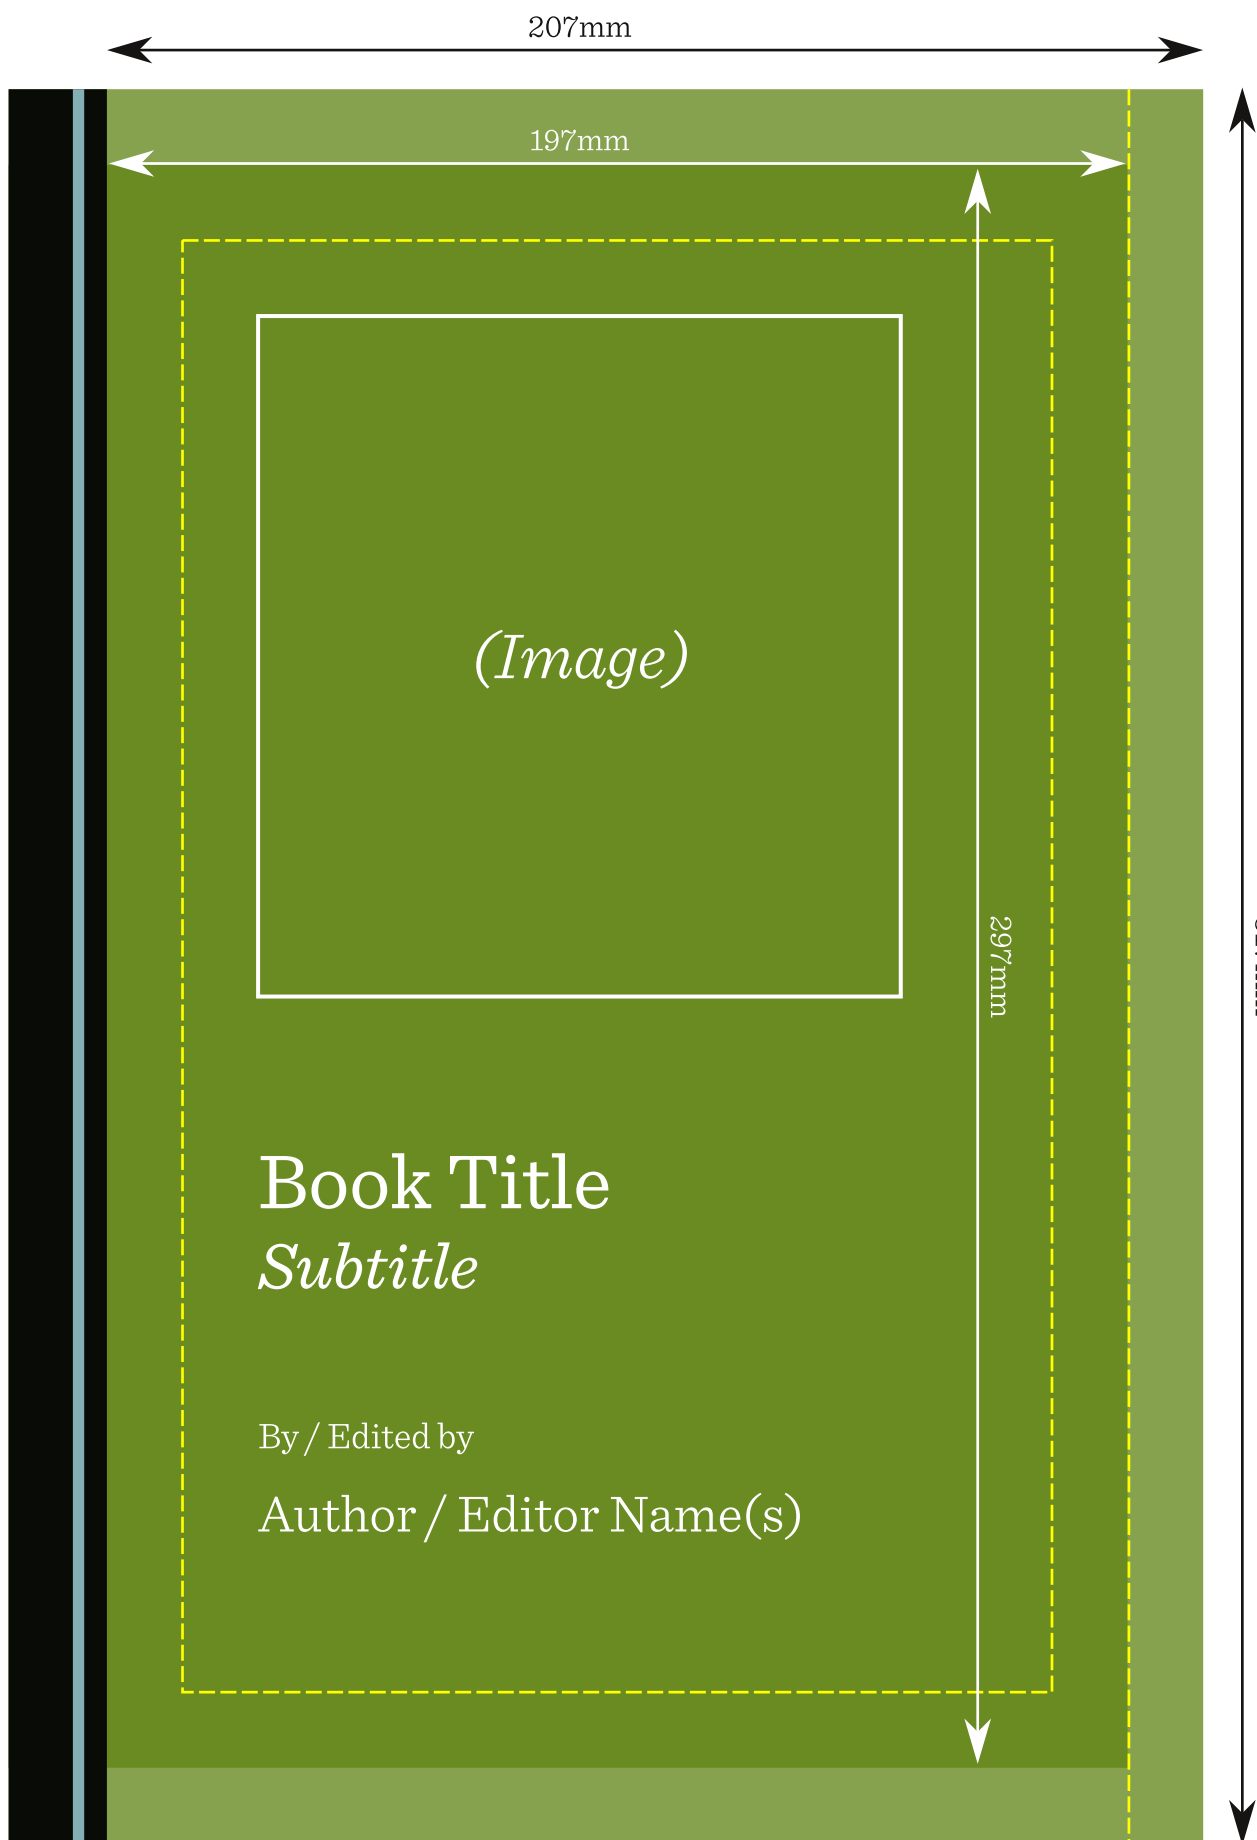 207mm
197mm
(Image)
297mm
Book Title
Subtitle
By / Edited by
Author / Editor Name(s)